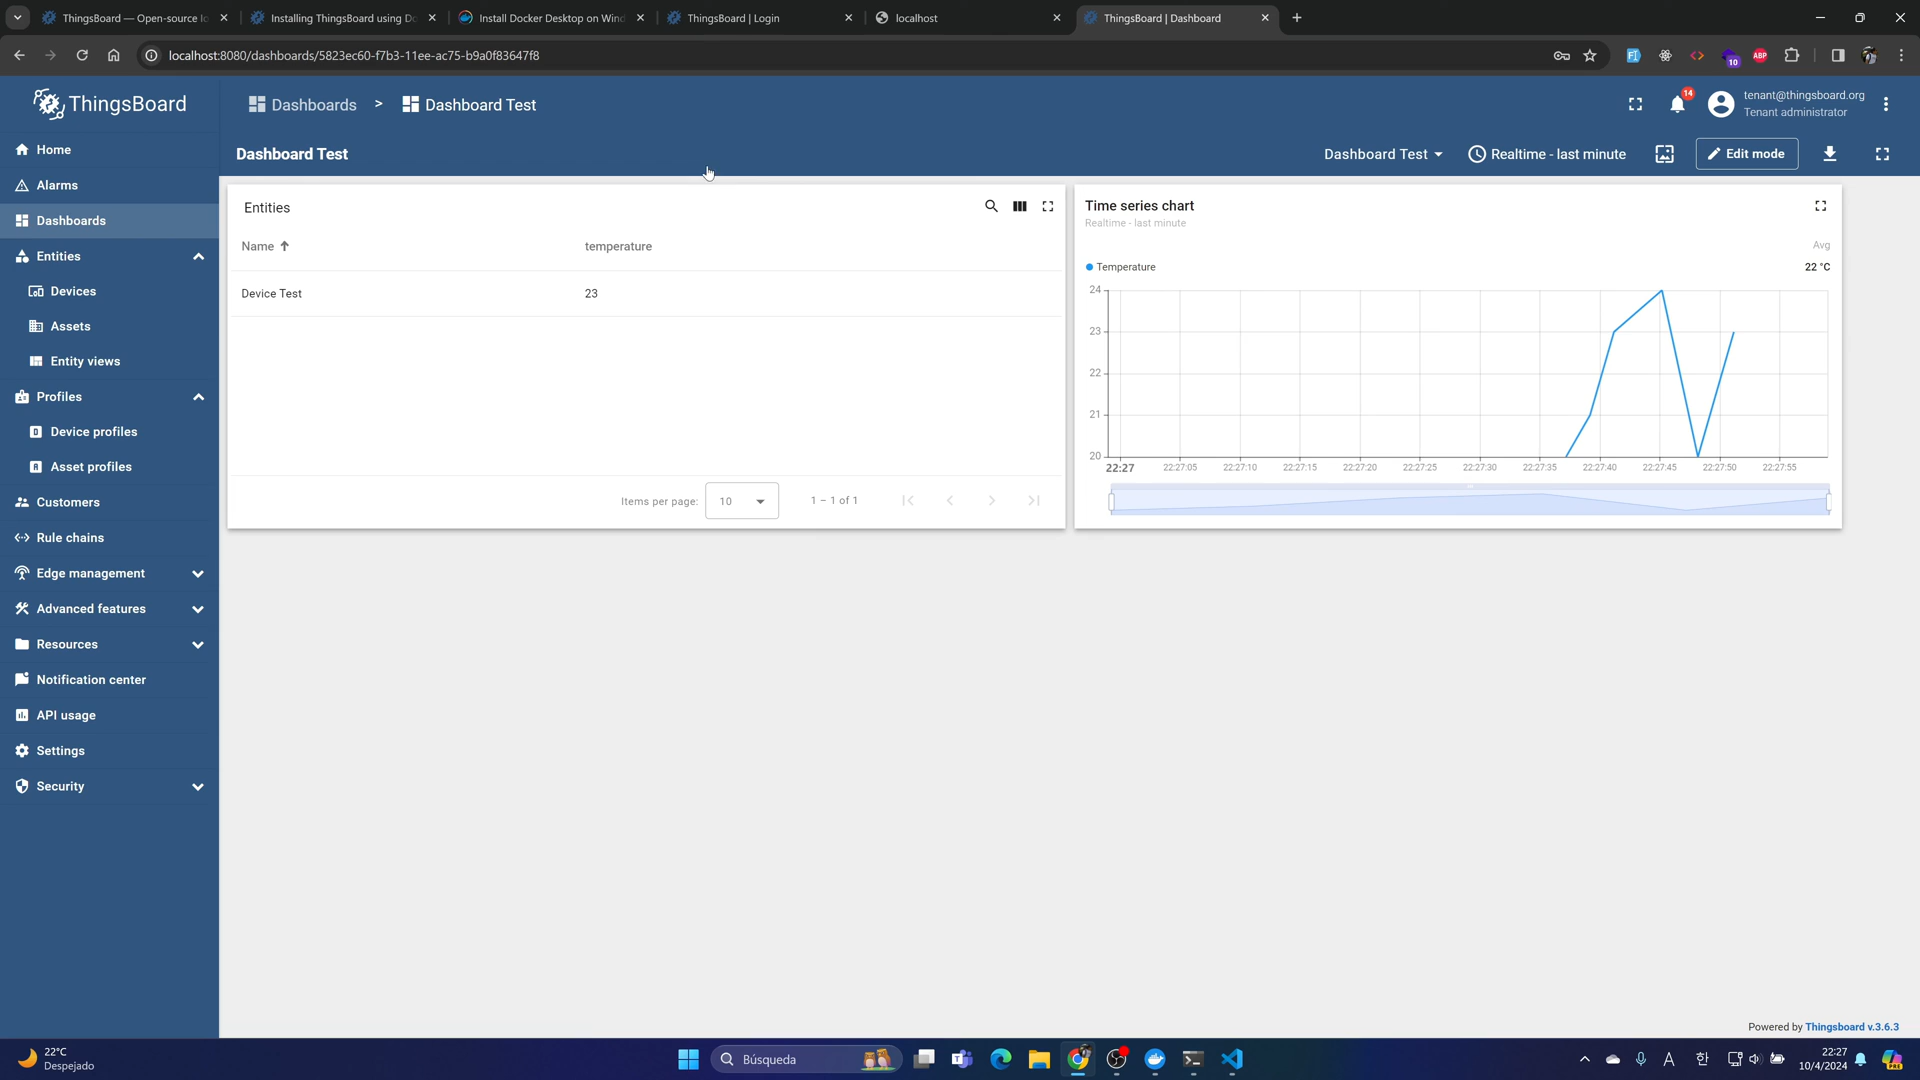 ThingsBoard — Open-source Io
Installing ThingsBoard using Do
Install Docker Desktop on Wind
ThingsBoard | Login
localhost
ThingsBoard | Dashboard
localhost:8080/dashboards/5823ec60-f7b3-11ee-ac75-b9a0f83647f8
10
ABP
ThingsBoard
Dashboards > Dashboard Test
14
tenant@thingsboard.org
Tenant administrator
Dashboard Test
Dashboard Test
Realtime - last minute
Edit mode
Home
Alarms
Dashboards
Entities
Devices
Assets
Entity views
Profiles
Device profiles
Asset profiles
Customers
Rule chains
Edge management
Advanced features
Resources
Notification center
API usage
Settings
Security
Entities
Name temperature
Device Test 23
Items per page: 10 1 – 1 of 1
Time series chart
Realtime - last minute
Avg
Temperature 22 °C
24
23
22
21
20
22:27 22:27:05 22:27:10 22:27:15 22:27:20 22:27:25 22:27:30 22:27:35 22:27:40 22:27:45 22:27:50 22:27:55
Powered by Thingsboard v.3.6.3
22°C
Despejado
Búsqueda
A
한
22:27
10/4/2024
PRE